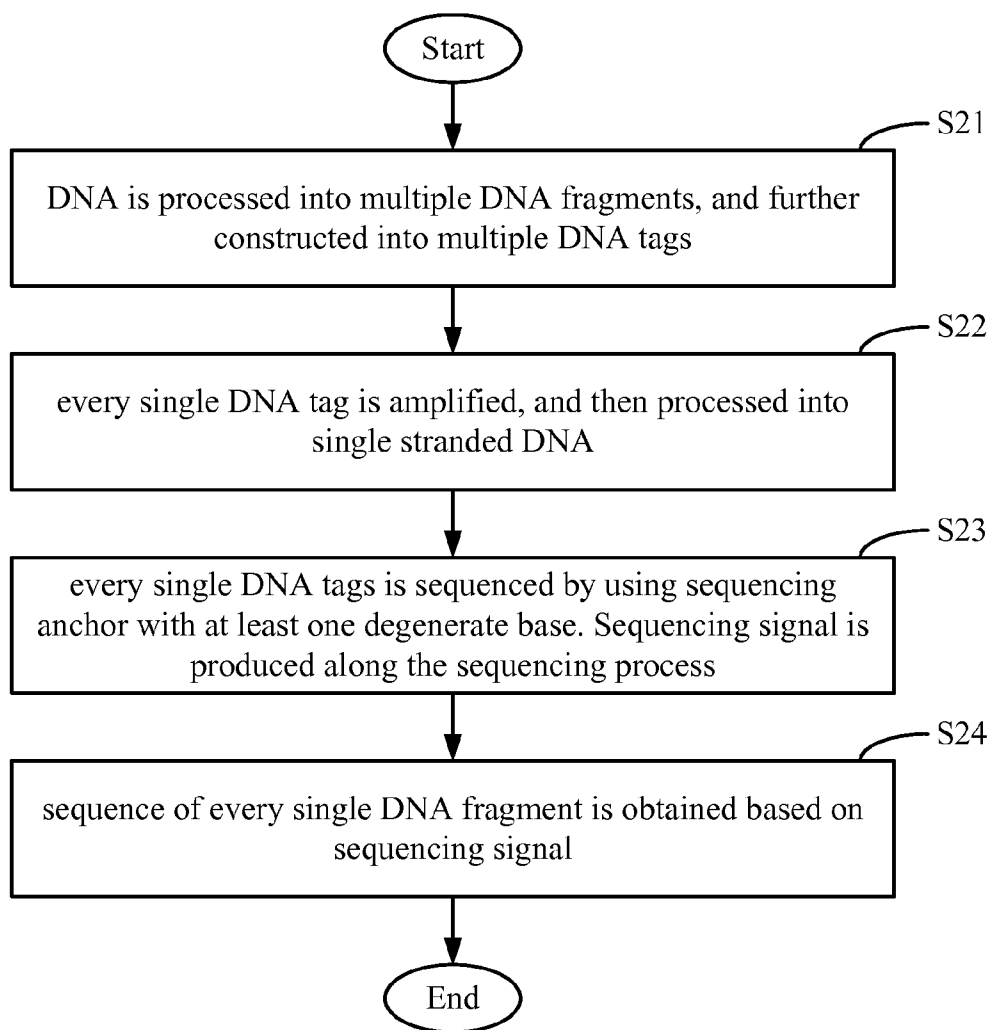 Start
S21
DNA is processed into multiple DNA fragments, and further
constructed into multiple DNA tags
S22
every single DNA tag is amplified, and then processed into
single stranded DNA
S23
every single DNA tags is sequenced by using sequencing
anchor with at least one degenerate base. Sequencing signal is
produced along the sequencing process
S24
sequence of every single DNA fragment is obtained based on
sequencing signal
End